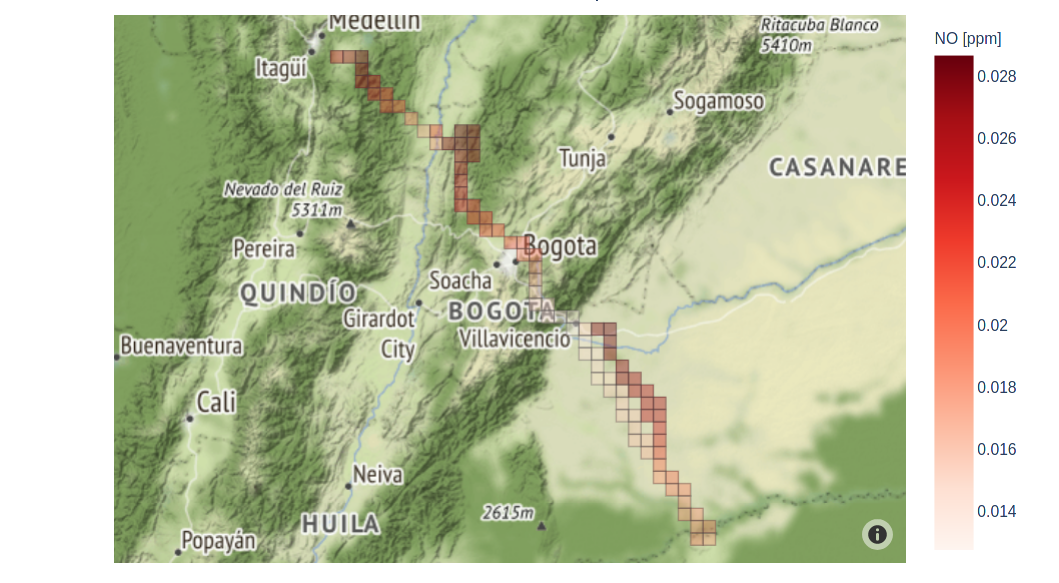 Medellín
Ritacuba Blanco
5410m
Itagüí
Sogamoso
Tunja
CASANARE
Nevado del Ruiz
5311m
Pereira
Bogota
Soacha
QUINDÍO
BOGOTA
Girardot
City
Villavicencio
Buenaventura
Cali
Neiva
2615m
HUILA
Popayán
i
NO [ppm]
0.028
0.026
0.024
0.022
0.02
0.018
0.016
0.014